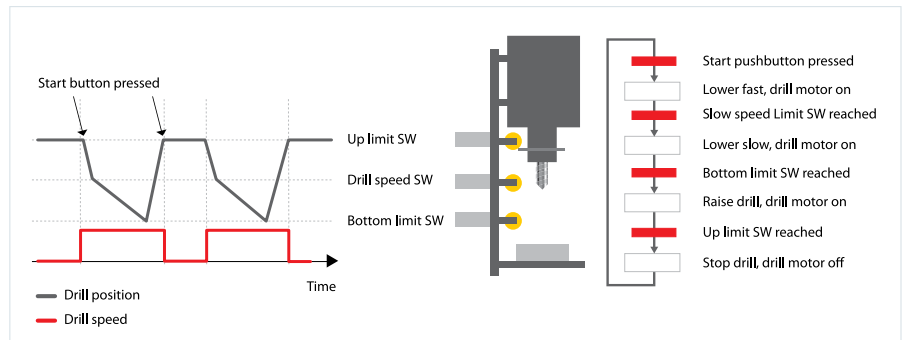 Start button pressed
Up limit SW
Drill speed SW
Bottom limit SW
Time
Drill position
Drill speed
Start pushbutton pressed
Lower fast, drill motor on
Slow speed Limit SW reached
Lower slow, drill motor on
Bottom limit SW reached
Raise drill, drill motor on
Up limit SW reached
Stop drill, drill motor off